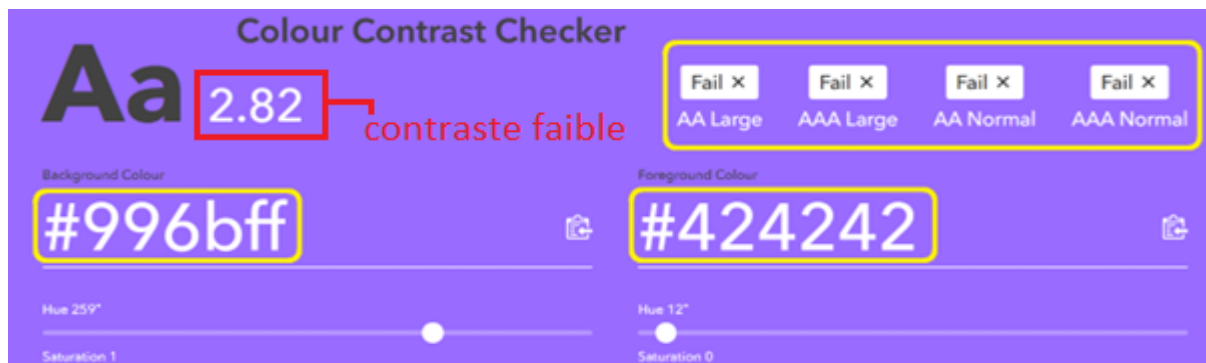 Colour Contrast Checker
Aa
2.82
contraste faible
Fail × Fail × Fail × Fail ×
AA Large AAA Large AA Normal AAA Normal
Background Colour
#996bff
Foreground Colour
#424242
Hue 259°
Hue 12°
Saturation 1
Saturation 0